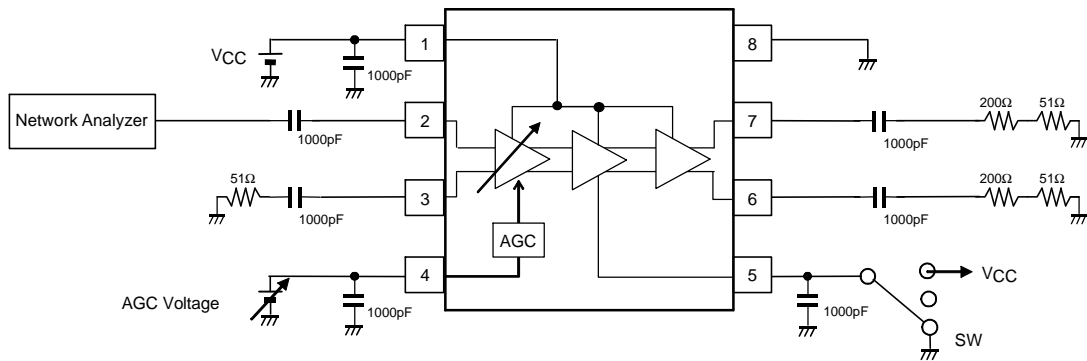 VCC
1000pF
1
8
Network Analyzer
1000pF
2
7
1000pF
200Ω
51Ω
51Ω
1000pF
3
6
1000pF
200Ω
51Ω
AGC
AGC Voltage
1000pF
4
5
1000pF
VCC
SW